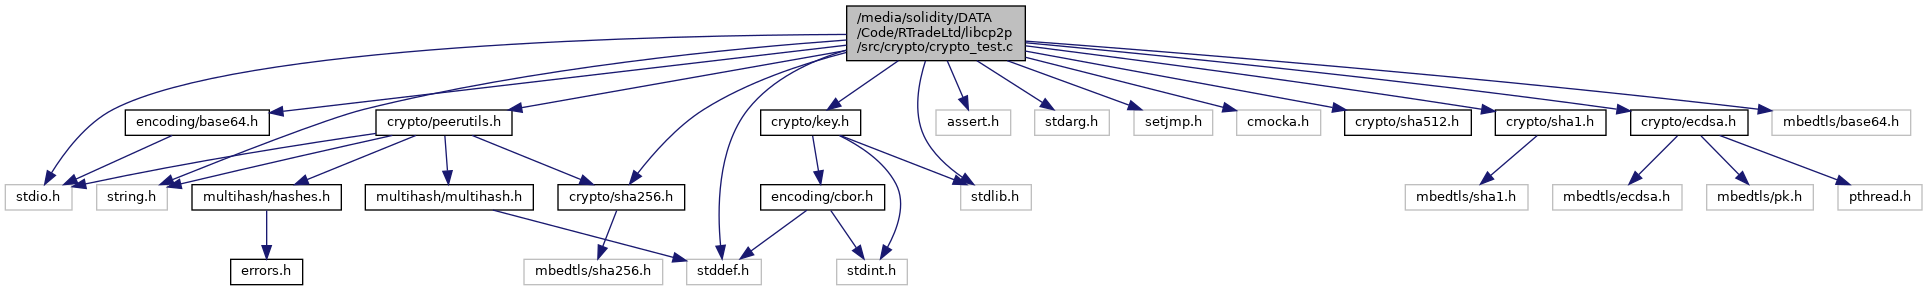 /media/solidity/DATA
/Code/RTradeLtd/libcp2p
/src/crypto/crypto_test.c
encoding/base64.h
crypto/peerutils.h
crypto/key.h
assert.h
stdarg.h
setjmp.h
cmocka.h
crypto/sha512.h
crypto/sha1.h
crypto/ecdsa.h
mbedtls/base64.h
stdio.h
string.h
multihash/hashes.h
multihash/multihash.h
crypto/sha256.h
encoding/cbor.h
stdlib.h
mbedtls/sha1.h
mbedtls/ecdsa.h
mbedtls/pk.h
pthread.h
errors.h
mbedtls/sha256.h
stddef.h
stdint.h